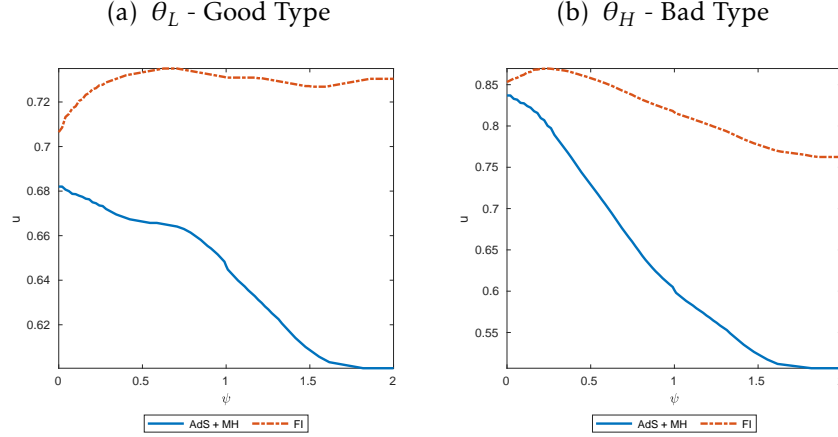 (a) θ_L - Good Type
(b) θ_H - Bad Type
0.72
0.7
0.68
0.66
0.64
0.62
u
0
0.5
1
1.5
2
ψ
AdS + MH
FI
0.85
0.8
0.75
0.7
0.65
0.6
0.55
u
0
0.5
1
1.5
ψ
AdS + MH
FI